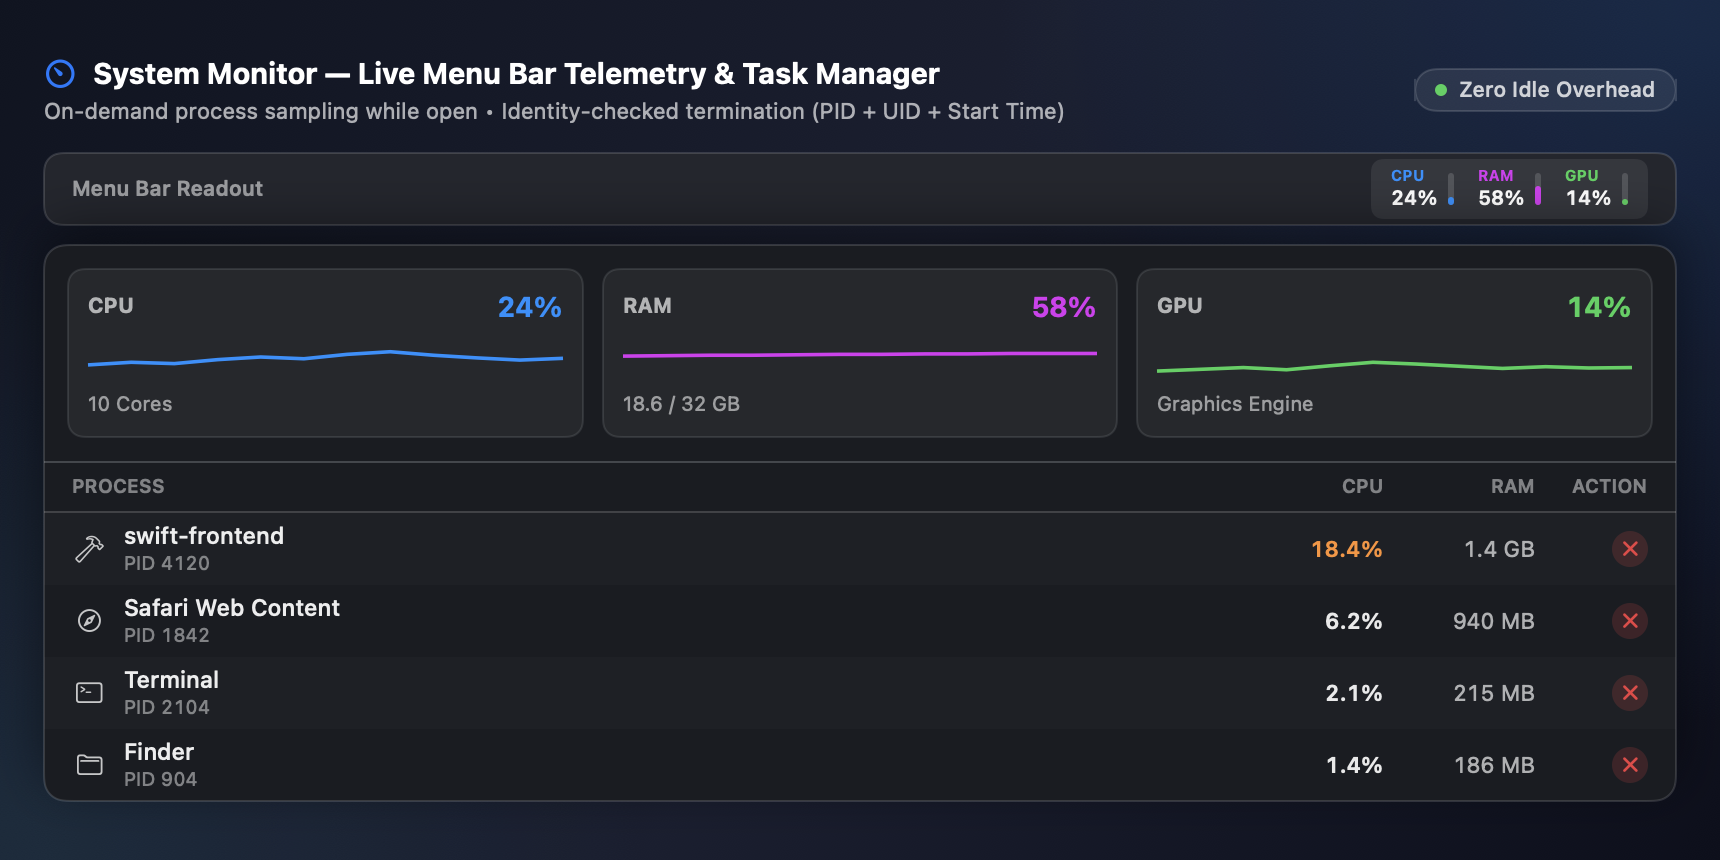 System Monitor — Live Menu Bar Telemetry & Task Manager
On-demand process sampling while open • Identity-checked termination (PID + UID + Start Time)
Zero Idle Overhead
Menu Bar Readout
CPU RAM GPU
24% 58% 14%
CPU 24%
10 Cores
RAM 58%
18.6 / 32 GB
GPU 14%
Graphics Engine
PROCESS CPU RAM ACTION
swift-frontend
PID 4120
18.4% 1.4 GB
Safari Web Content
PID 1842
6.2% 940 MB
Terminal
PID 2104
2.1% 215 MB
Finder
PID 904
1.4% 186 MB